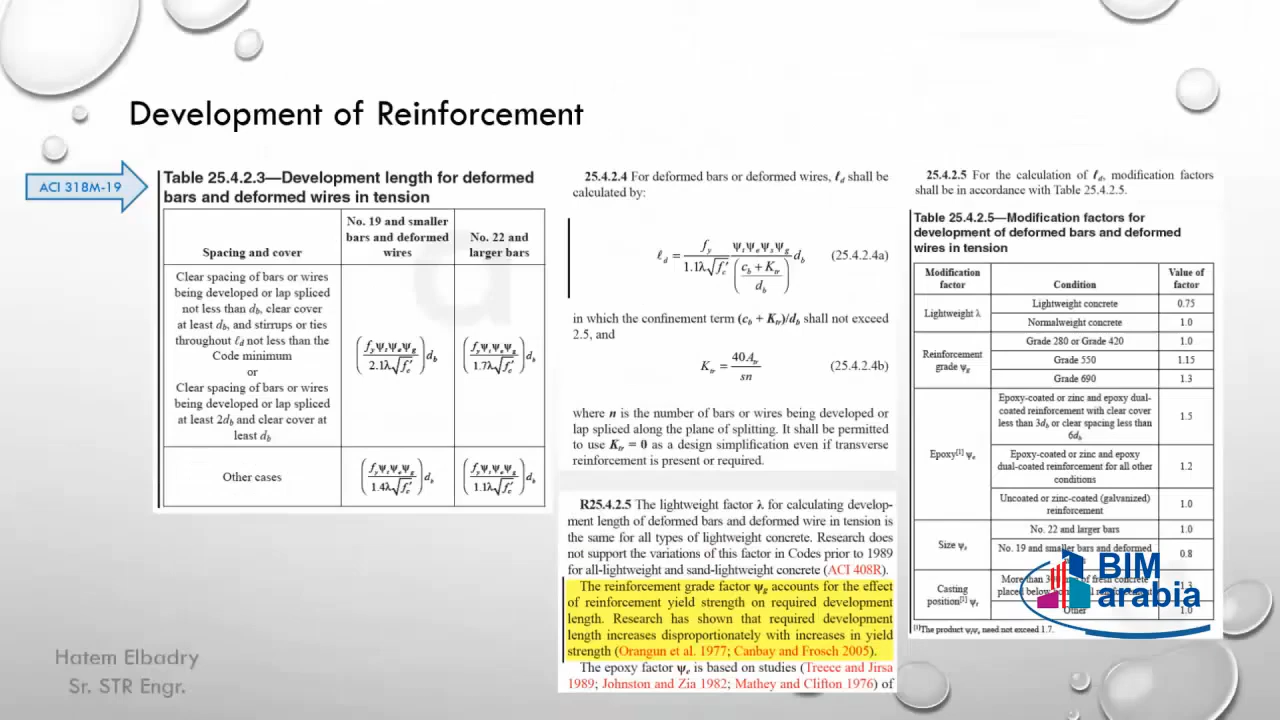 Development of Reinforcement
ACI 318M-19
Table 25.4.2.3—Development length for deformed
bars and deformed wires in tension
Spacing and cover
No. 19 and smaller
bars and deformed
wires
No. 22 and
larger bars
Clear spacing of bars or wires
being developed or lap spliced
not less than d_b, clear cover
at least d_b, and stirrups or ties
throughout ℓ_d not less than the
Code minimum
or
Clear spacing of bars or wires
being developed or lap spliced
at least 2d_b and clear cover at
least d_b
(f_yΨ_tΨ_eΨ_g / 2.1λ√f_c′) d_b
(f_yΨ_tΨ_eΨ_g / 1.7λ√f_c′) d_b
Other cases
(f_yΨ_tΨ_eΨ_g / 1.4λ√f_c′) d_b
(f_yΨ_tΨ_eΨ_g / 1.1λ√f_c′) d_b
25.4.2.4 For deformed bars or deformed wires, ℓ_d shall be
calculated by:
ℓ_d = f_y / 1.1λ√f_c′ Ψ_tΨ_eΨ_sΨ_g / ((c_b + K_tr) / d_b) d_b (25.4.2.4a)
in which the confinement term (c_b + K_tr)/d_b shall not exceed
2.5, and
K_tr = 40A_tr / sn (25.4.2.4b)
where n is the number of bars or wires being developed or
lap spliced along the plane of splitting. It shall be permitted
to use K_tr = 0 as a design simplification even if transverse
reinforcement is present or required.
R25.4.2.5 The lightweight factor λ for calculating develop-
ment length of deformed bars and deformed wire in tension is
the same for all types of lightweight concrete. Research does
not support the variations of this factor in Codes prior to 1989
for all-lightweight and sand-lightweight concrete (ACI 408R).
The reinforcement grade factor Ψ_g accounts for the effect
of reinforcement yield strength on required development
length. Research has shown that required development
length increases disproportionately with increases in yield
strength (Orangun et al. 1977; Canbay and Frosch 2005).
The epoxy factor Ψ_e is based on studies (Treece and Jirsa
1989; Johnston and Zia 1982; Mathey and Clifton 1976) of
25.4.2.5 For the calculation of ℓ_d, modification factors
shall be in accordance with Table 25.4.2.5.
Table 25.4.2.5—Modification factors for
development of deformed bars and deformed
wires in tension
Modification
factor
Condition
Value of
factor
Lightweight λ
Lightweight concrete
0.75
Normalweight concrete
1.0
Reinforcement
grade Ψ_g
Grade 280 or Grade 420
1.0
Grade 550
1.15
Grade 690
1.3
Epoxy[1] Ψ_e
Epoxy-coated or zinc and epoxy dual-
coated reinforcement with clear cover
less than 3d_b or clear spacing less than
6d_b
1.5
Epoxy-coated or zinc and epoxy
dual-coated reinforcement for all other
conditions
1.2
Uncoated or zinc-coated (galvanized)
reinforcement
1.0
Size Ψ_s
No. 22 and larger bars
1.0
No. 19 and smaller bars and deformed
0.8
Casting
position[1] Ψ_t
More than of fresh concrete
placed below reinforcement
1.3
Other
1.0
[1]The product Ψ_tΨ_e need not exceed 1.7.
BIM
arabia
Hatem Elbadry
Sr. STR Engr.